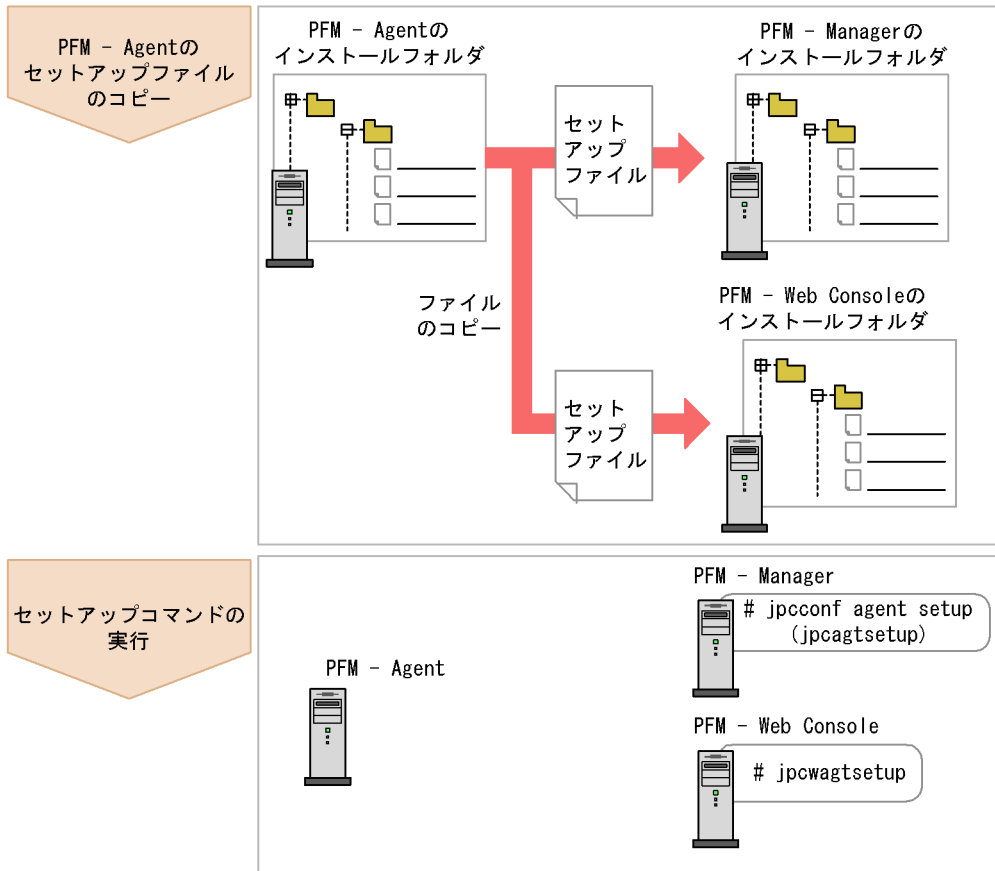 PFM - Agentの
セットアップファイル
のコピー
PFM - Agentの
インストールフォルダ
PFM - Managerの
インストールフォルダ
セット
アップ
ファイル
ファイル
のコピー
PFM - Web Consoleの
インストールフォルダ
セット
アップ
ファイル
セットアップコマンドの
実行
PFM - Agent
PFM - Manager
# jpcconf agent setup
(jpcagtsetup)
PFM - Web Console
# jpcwagtsetup